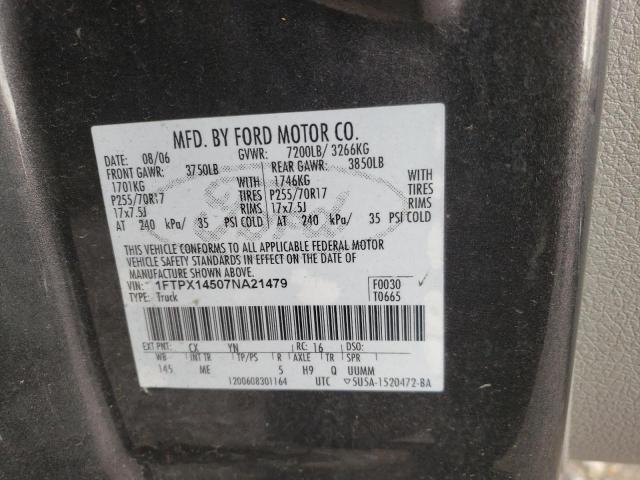 MFD. BY FORD MOTOR CO.
DATE: 08/06 GVWR: 7200LB/ 3266KG
FRONT GAWR: 3750LB REAR GAWR: 3850LB
1701KG WITH 1746KG WITH
P255/70R17 TIRES P255/70R17 TIRES
17x7.5J RIMS 17x7.5J RIMS
AT 240 kPa/ 35 PSI COLD AT 240 kPa/ 35 PSI COLD
THIS VEHICLE CONFORMS TO ALL APPLICABLE FEDERAL MOTOR
VEHICLE SAFETY STANDARDS IN EFFECT ON THE DATE OF
MANUFACTURE SHOWN ABOVE.
VIN: 1FTPX14507NA21479 F0030
TYPE: Truck T0665
EXT PNT: CX YN RC: 16 DSO:
WB INT TR TP/PS R AXLE TR SPR
145 ME 5 H9 Q UUMM
1200608301164 UTC 5U5A-1520472-BA
Ford